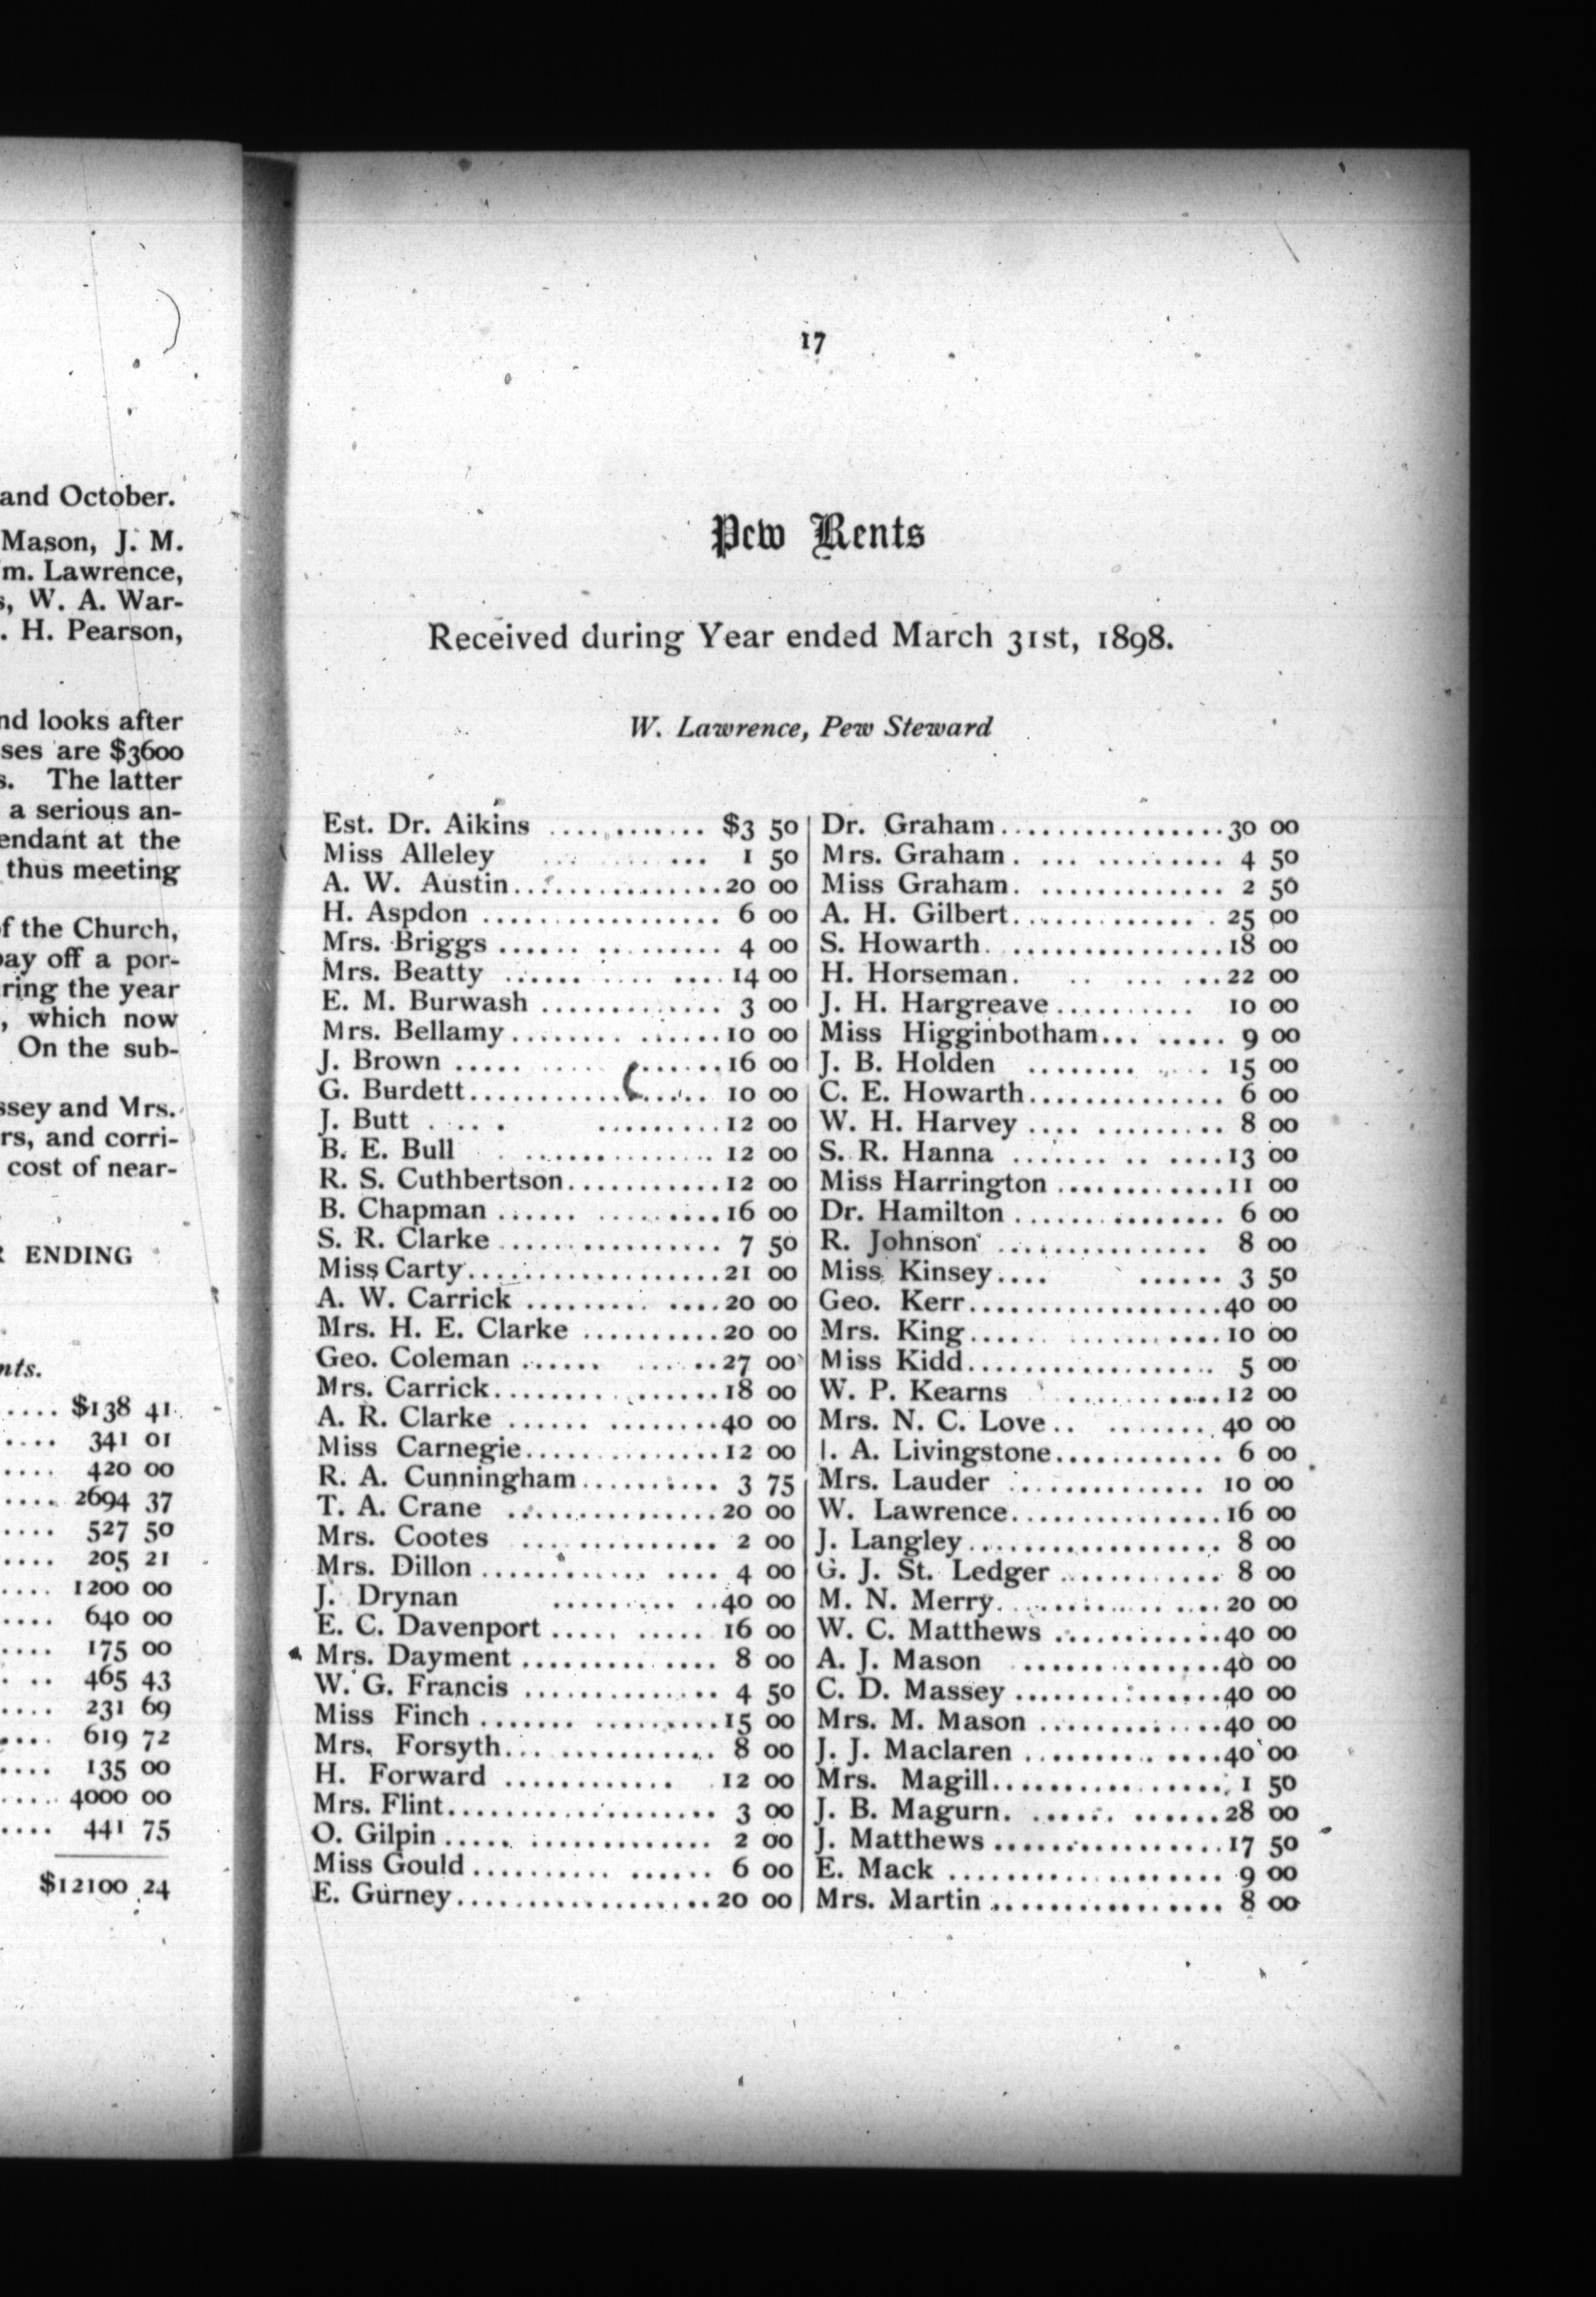 and October.
Mason, J. M.
m. Lawrence,
s, W. A. War-
. H. Pearson,
nd looks after
ses are $3600
s. The latter
a serious an-
endant at the
thus meeting
of the Church,
pay off a por-
ring the year
, which now
On the sub-
ssey and Mrs.
rs, and corri-
cost of near-
R ENDING
nts.
.... $138 41
.... 341 01
.... 420 00
.... 2694 37
.... 527 50
.... 205 21
.... 1200 00
.... 640 00
.... 175 00
.. .. 465 43
.... 231 69
.... 619 72
.... 135 00
.... 4000 00
.... 441 75
$12100 24
17
Pew Rents
Received during Year ended March 31st, 1898.
W. Lawrence, Pew Steward
Est. Dr. Aikins ............ $3 50
Miss Alleley ............ 1 50
A. W. Austin ............ 20 00
H. Aspdon ............ 6 00
Mrs. Briggs ............ 4 00
Mrs. Beatty ............ 14 00
E. M. Burwash ............ 3 00
Mrs. Bellamy ............ 10 00
J. Brown ............ 16 00
G. Burdett ............ 10 00
J. Butt ............ 12 00
B. E. Bull ............ 12 00
R. S. Cuthbertson ............ 12 00
B. Chapman ............ 16 00
S. R. Clarke ............ 7 50
Miss Carty ............ 21 00
A. W. Carrick ............ 20 00
Mrs. H. E. Clarke ............ 20 00
Geo. Coleman ............ 27 00
Mrs. Carrick ............ 18 00
A. R. Clarke ............ 40 00
Miss Carnegie ............ 12 00
R. A. Cunningham ............ 3 75
T. A. Crane ............ 20 00
Mrs. Cootes ............ 2 00
Mrs. Dillon ............ 4 00
J. Drynan ............ 40 00
E. C. Davenport ............ 16 00
Mrs. Dayment ............ 8 00
W. G. Francis ............ 4 50
Miss Finch ............ 15 00
Mrs. Forsyth ............ 8 00
H. Forward ............ 12 00
Mrs. Flint ............ 3 00
O. Gilpin ............ 2 00
Miss Gould ............ 6 00
E. Gurney ............ 20 00
Dr. Graham ............ 30 00
Mrs. Graham ............ 4 50
Miss Graham ............ 2 50
A. H. Gilbert ............ 25 00
S. Howarth ............ 18 00
H. Horseman ............ 22 00
J. H. Hargreave ............ 10 00
Miss Higginbotham ............ 9 00
J. B. Holden ............ 15 00
C. E. Howarth ............ 6 00
W. H. Harvey ............ 8 00
S. R. Hanna ............ 13 00
Miss Harrington ............ 11 00
Dr. Hamilton ............ 6 00
R. Johnson ............ 8 00
Miss Kinsey ............ 3 50
Geo. Kerr ............ 40 00
Mrs. King ............ 10 00
Miss Kidd ............ 5 00
W. P. Kearns ............ 12 00
Mrs. N. C. Love ............ 40 00
J. A. Livingstone ............ 6 00
Mrs. Lauder ............ 10 00
W. Lawrence ............ 16 00
J. Langley ............ 8 00
G. J. St. Ledger ............ 8 00
M. N. Merry ............ 20 00
W. C. Matthews ............ 40 00
A. J. Mason ............ 40 00
C. D. Massey ............ 40 00
Mrs. M. Mason ............ 40 00
J. J. Maclaren ............ 40 00
Mrs. Magill ............ 1 50
J. B. Magurn ............ 28 00
J. Matthews ............ 17 50
E. Mack ............ 9 00
Mrs. Martin ............ 8 00